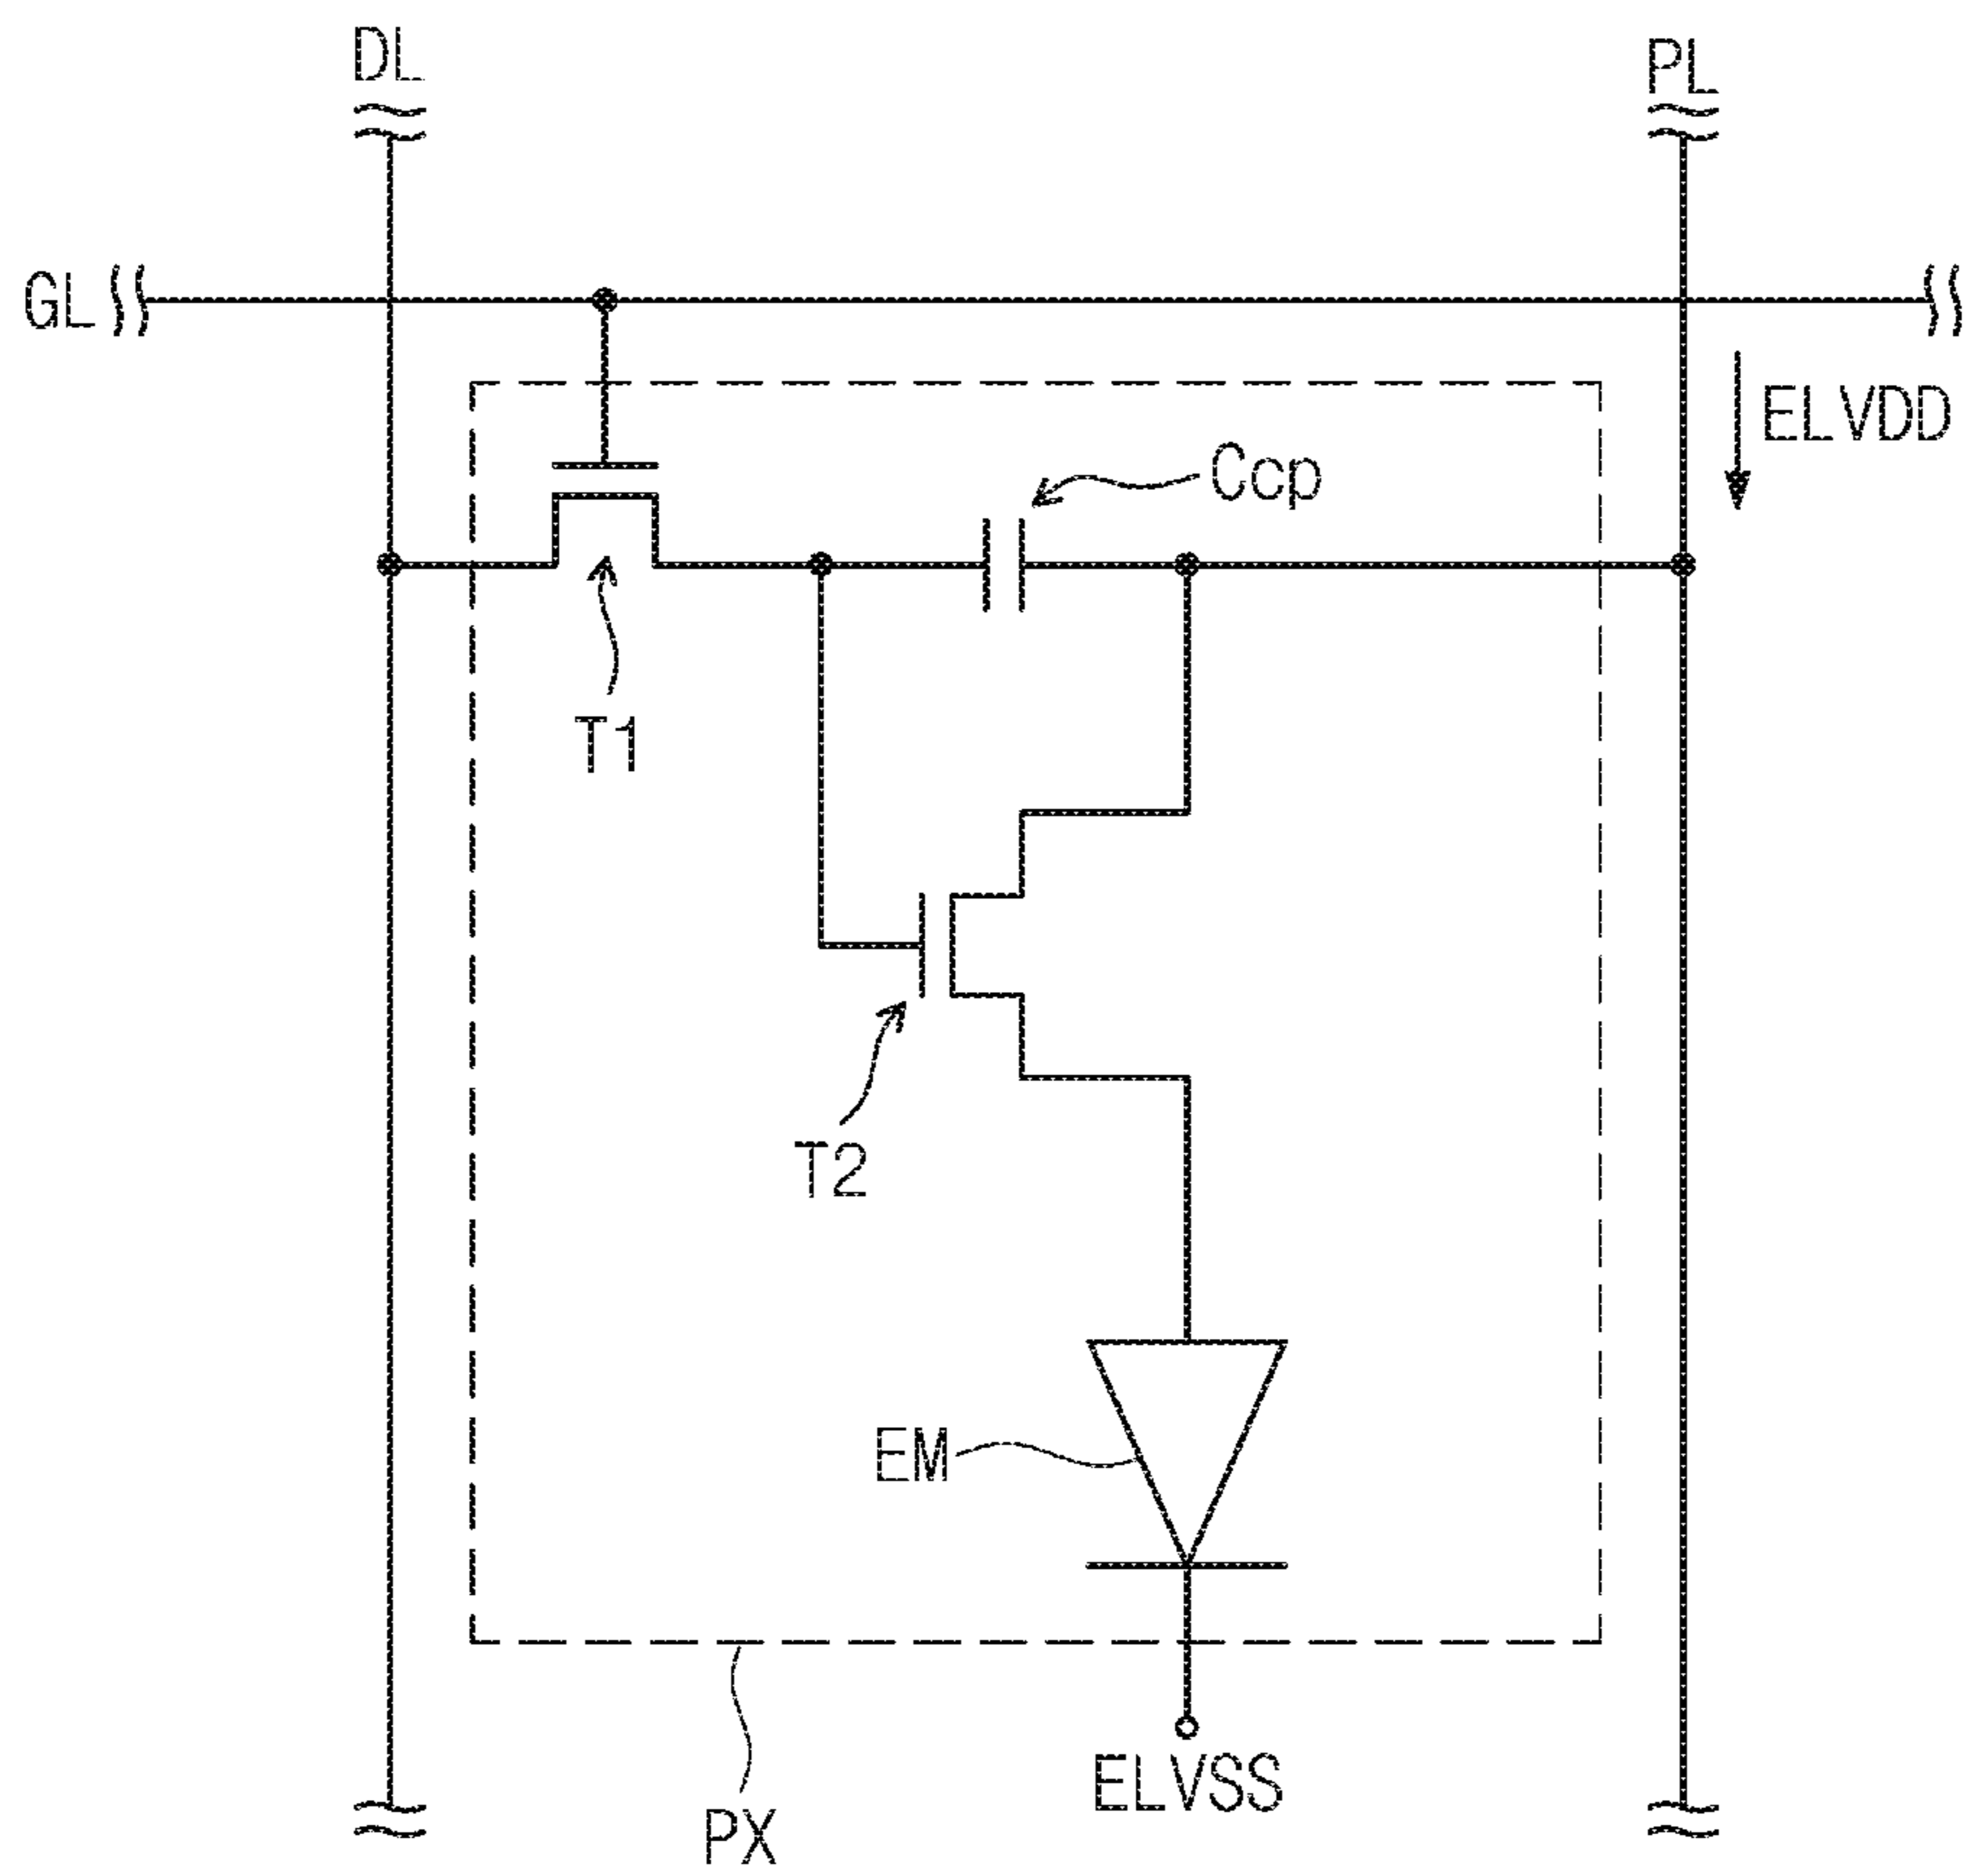 DL
PL
GL
ELVDD
Ccp
T1
T2
EM
ELVSS
PX